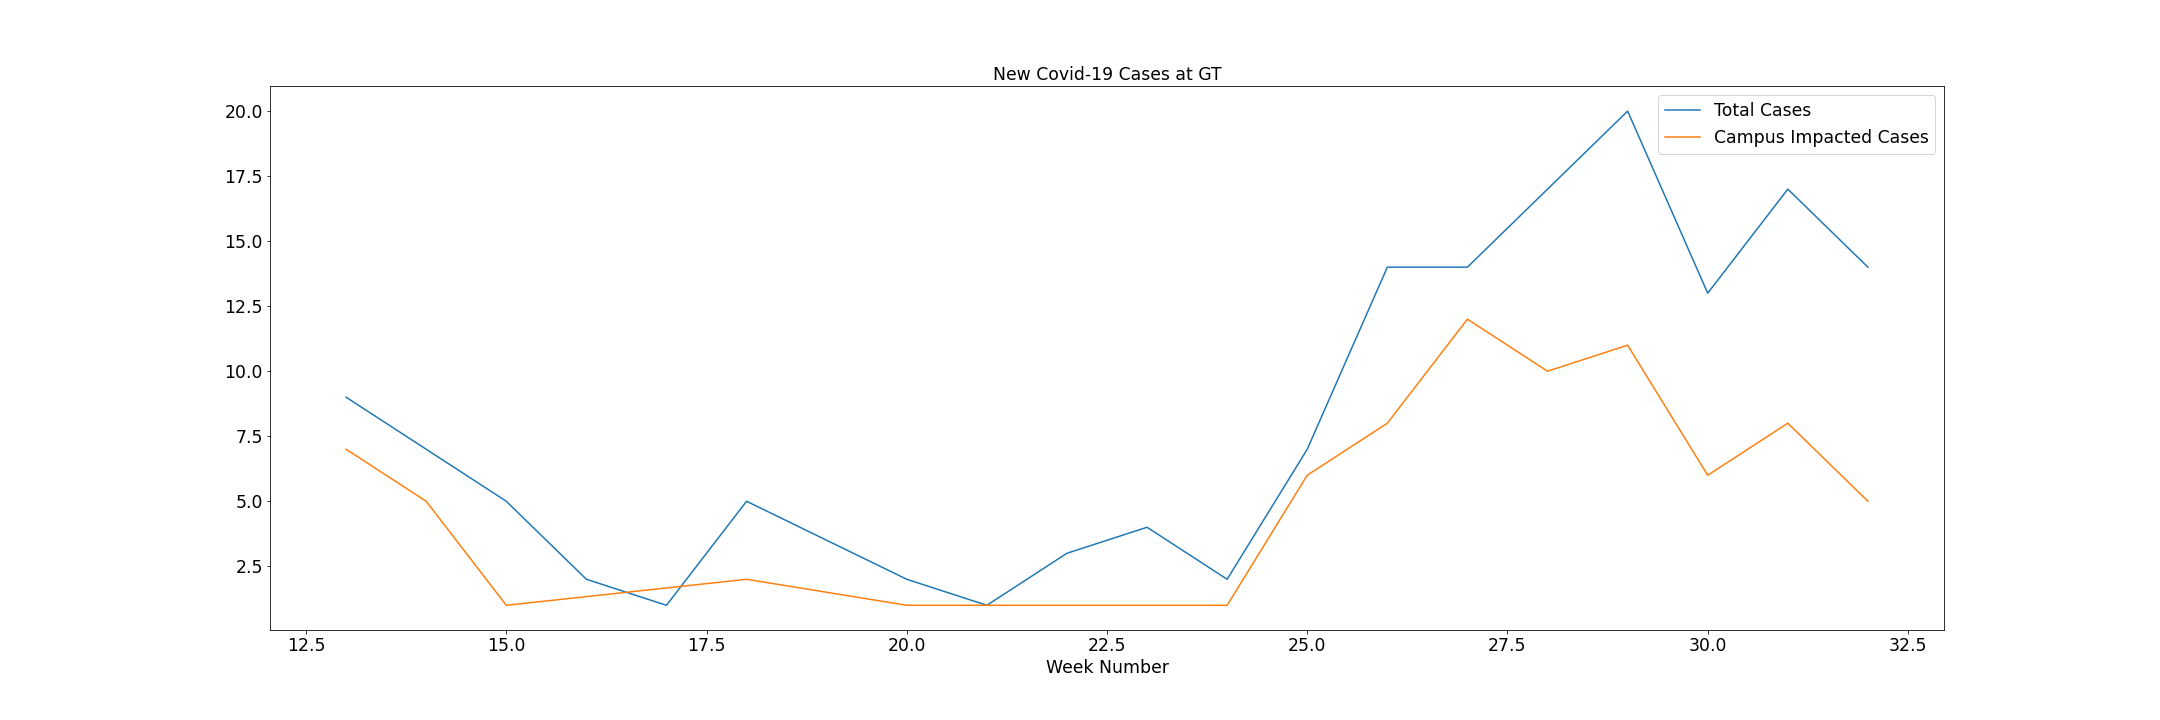 New Covid-19 Cases at GT
Total Cases
Campus Impacted Cases
20.0
17.5
15.0
12.5
10.0
7.5
5.0
2.5
12.5 15.0 17.5 20.0 22.5 25.0 27.5 30.0 32.5
Week Number